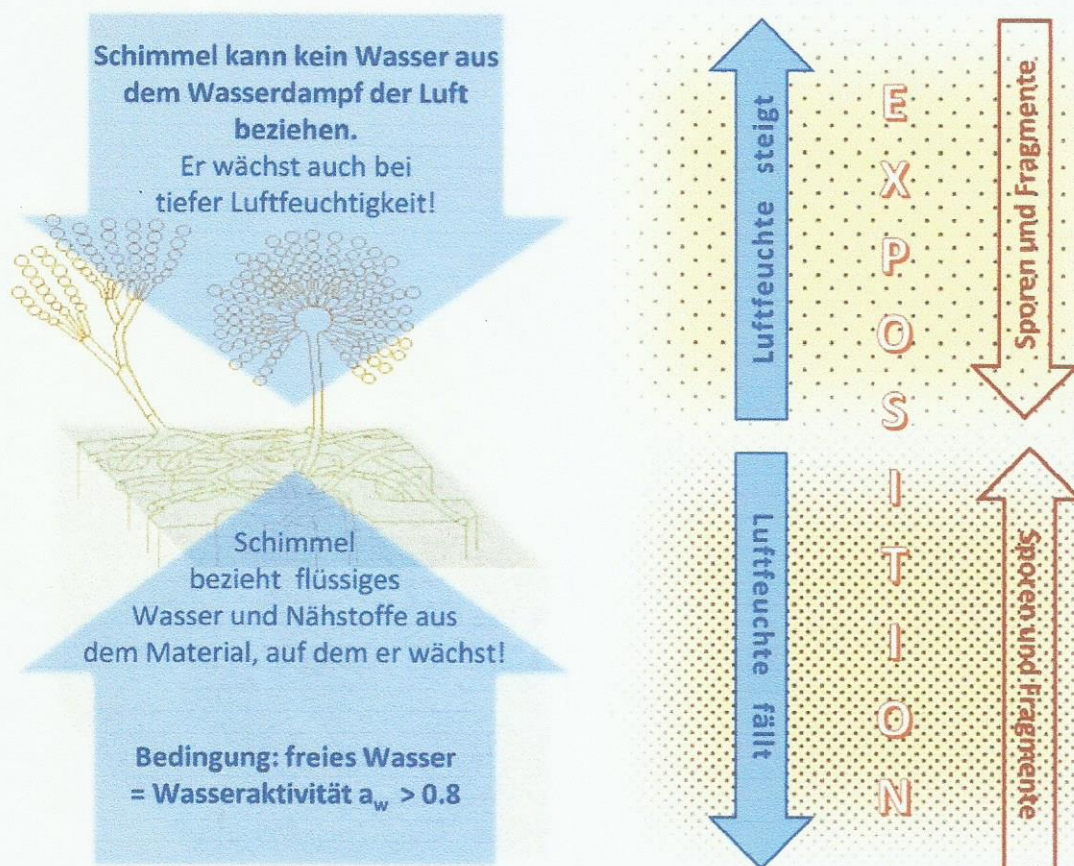 Schimmel kann kein Wasser aus
dem Wasserdampf der Luft
beziehen.
Er wächst auch bei
tiefer Luftfeuchtigkeit!
Schimmel
bezieht flüssiges
Wasser und Nähstoffe aus
dem Material, auf dem er wächst!
Bedingung: freies Wasser
= Wasseraktivität a_w > 0.8
Luftfeuchte steigt
Luftfeuchte fällt
EXPOSITION
Sporen und Fragmente
Sporen und Fragmente